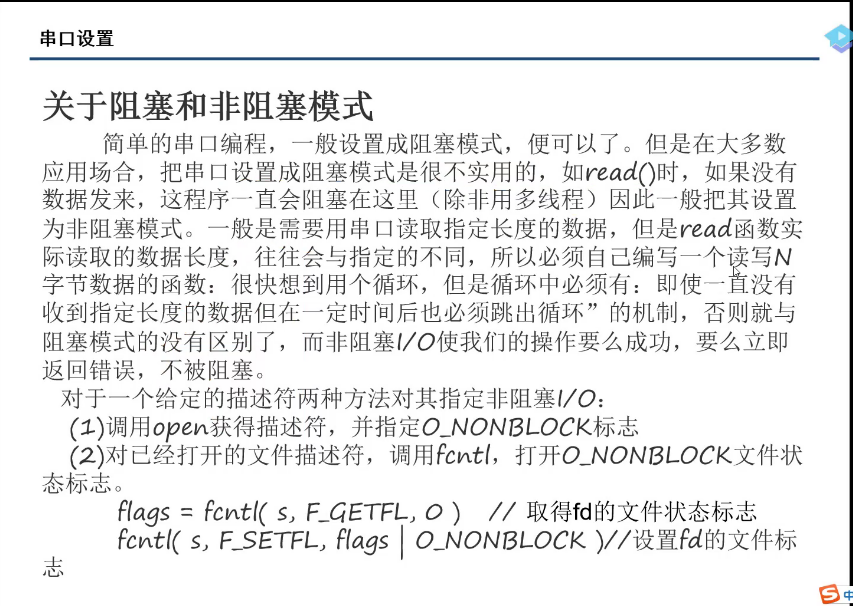 串口设置
关于阻塞和非阻塞模式
简单的串口编程，一般设置成阻塞模式，便可以了。但是在大多数
应用场合，把串口设置成阻塞模式是很不实用的，如read()时，如果没有
数据发来，这程序一直会阻塞在这里（除非用多线程）因此一般把其设置
为非阻塞模式。一般是需要用串口读取指定长度的数据，但是read函数实
际读取的数据长度，往往会与指定的不同，所以必须自己编写一个读写N
字节数据的函数：很快想到用个循环，但是循环中必须有：即使一直没有
收到指定长度的数据但在一定时间后也必须跳出循环”的机制，否则就与
阻塞模式的没有区别了，而非阻塞I/O使我们的操作要么成功，要么立即
返回错误，不被阻塞。
对于一个给定的描述符两种方法对其指定非阻塞I/O：
(1)调用open获得描述符，并指定O_NONBLOCK标志
(2)对已经打开的文件描述符，调用fcntl，打开O_NONBLOCK文件状
态标志。
flags = fcntl( s, F_GETFL, 0 ) // 取得fd的文件状态标志
fcntl( s, F_SETFL, flags | O_NONBLOCK )//设置fd的文件标
志
S 中